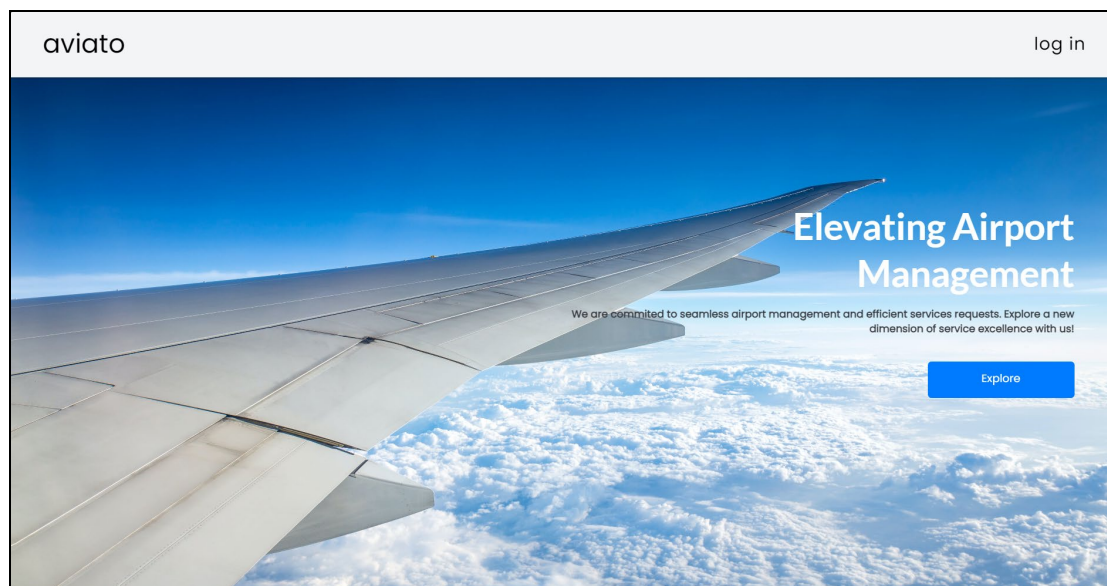 aviato
log in
Elevating Airport
Management
We are commited to seamless airport management and efficient services requests. Explore a new
dimension of service excellence with us!
Explore